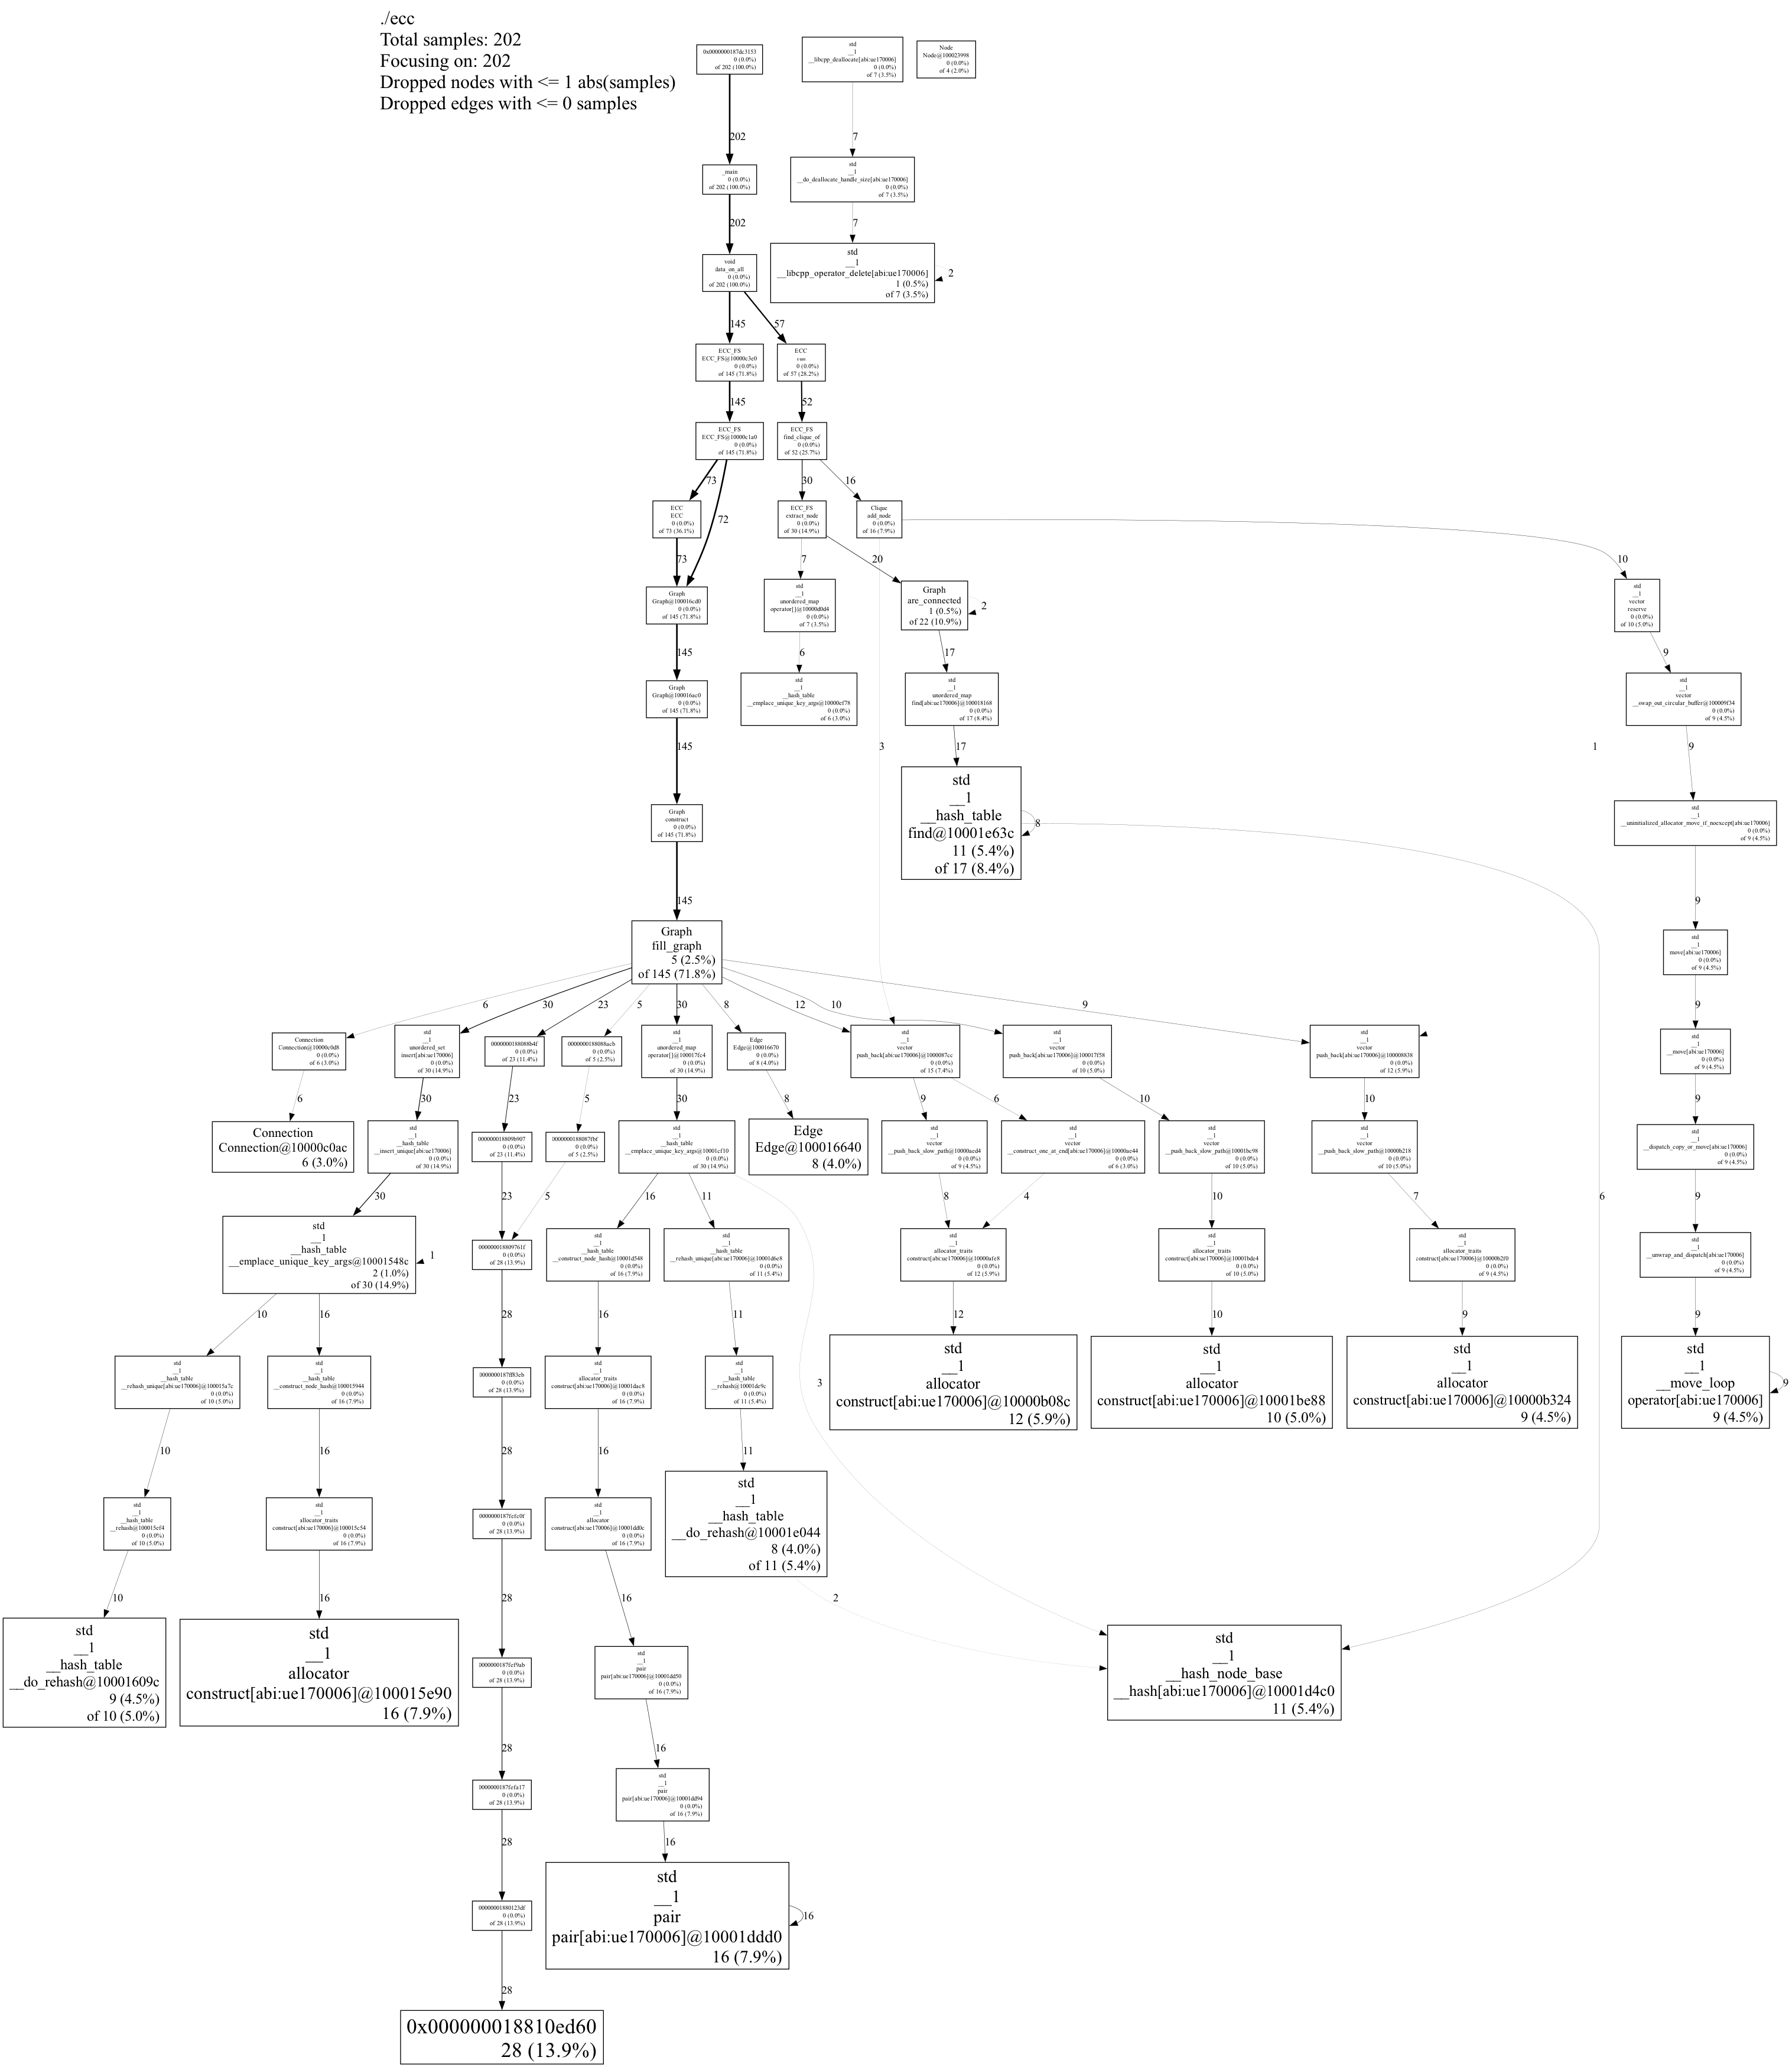 ./ecc
Total samples: 202
Focusing on: 202
Dropped nodes with <= 1 abs(samples)
Dropped edges with <= 0 samples
0x0000000187dc3153
0 (0.0%)
of 202 (100.0%)
std
__1
__libcpp_deallocate[abi:ue170006]
0 (0.0%)
of 7 (3.5%)
Node
Node@100023998
0 (0.0%)
of 4 (2.0%)
202
7
_main
0 (0.0%)
of 202 (100.0%)
std
__1
__do_deallocate_handle_size[abi:ue170006]
0 (0.0%)
of 7 (3.5%)
202
7
void
data_on_all
0 (0.0%)
of 202 (100.0%)
std
__1
__libcpp_operator_delete[abi:ue170006]
1 (0.5%)
of 7 (3.5%)
2
145
57
ECC_FS
ECC_FS@10000c3e0
0 (0.0%)
of 145 (71.8%)
ECC
0 (0.0%)
of 57 (28.2%)
145
52
ECC_FS
ECC_FS@10000c1a0
0 (0.0%)
of 145 (71.8%)
ECC_FS
find_clique_of
0 (0.0%)
of 52 (25.7%)
73
72
30
16
ECC
ECC
0 (0.0%)
of 73 (36.1%)
ECC_FS
extract_node
0 (0.0%)
of 30 (14.9%)
Clique
add_node
0 (0.0%)
of 16 (7.9%)
73
7
20
10
Graph
Graph@100016cd0
0 (0.0%)
of 145 (71.8%)
std
__1
unordered_map
operator[]@10000d0d4
0 (0.0%)
of 7 (3.5%)
Graph
are_connected
1 (0.5%)
of 22 (10.9%)
2
std
__1
vector
reserve
0 (0.0%)
of 10 (5.0%)
145
6
17
9
Graph
Graph@100016ac0
0 (0.0%)
of 145 (71.8%)
std
__1
__hash_table
__emplace_unique_key_args@10000ef78
0 (0.0%)
of 6 (3.0%)
std
__1
unordered_map
find[abi:ue170006]@100018168
0 (0.0%)
of 17 (8.4%)
std
__1
vector
__swap_out_circular_buffer@100009f34
0 (0.0%)
of 9 (4.5%)
145
3
17
1
9
Graph
construct
0 (0.0%)
of 145 (71.8%)
std
__1
__hash_table
find@10001e63c
11 (5.4%)
of 17 (8.4%)
8
std
__1
__uninitialized_allocator_move_if_noexcept[abi:ue170006]
0 (0.0%)
of 9 (4.5%)
145
9
Graph
fill_graph
5 (2.5%)
of 145 (71.8%)
std
__1
move[abi:ue170006]
0 (0.0%)
of 9 (4.5%)
6
30
23
5
30
8
12
10
9
9
Connection
Connection@10000c0d8
0 (0.0%)
of 6 (3.0%)
std
__1
unordered_set
insert[abi:ue170006]
0 (0.0%)
of 30 (14.9%)
0000000188088b4f
0 (0.0%)
of 23 (11.4%)
0000000188088acb
0 (0.0%)
of 5 (2.5%)
std
__1
unordered_map
operator[]@100017fc4
0 (0.0%)
of 30 (14.9%)
Edge
Edge@100016670
0 (0.0%)
of 8 (4.0%)
std
__1
vector
push_back[abi:ue170006]@1000087cc
0 (0.0%)
of 15 (7.4%)
std
__1
vector
push_back[abi:ue170006]@100017f58
0 (0.0%)
of 10 (5.0%)
std
__1
vector
push_back[abi:ue170006]@100008838
0 (0.0%)
of 12 (5.9%)
std
__1
__move[abi:ue170006]
0 (0.0%)
of 9 (4.5%)
6
30
23
5
30
8
9
6
10
10
9
Connection
Connection@10000c0ac
6 (3.0%)
std
__1
__hash_table
__insert_unique[abi:ue170006]
0 (0.0%)
of 30 (14.9%)
000000018809b907
0 (0.0%)
of 23 (11.4%)
0000000188087fbf
0 (0.0%)
of 5 (2.5%)
std
__1
__hash_table
__emplace_unique_key_args@10001cf10
0 (0.0%)
of 30 (14.9%)
Edge
Edge@100016640
8 (4.0%)
std
__1
vector
__push_back_slow_path@10000aed4
0 (0.0%)
of 9 (4.5%)
std
__1
vector
__construct_one_at_end[abi:ue170006]@10000ae44
0 (0.0%)
of 6 (3.0%)
std
__1
vector
__push_back_slow_path@10001bc98
0 (0.0%)
of 10 (5.0%)
std
__1
vector
__push_back_slow_path@10000b218
0 (0.0%)
of 10 (5.0%)
std
__1
__dispatch_copy_or_move[abi:ue170006]
0 (0.0%)
of 9 (4.5%)
30
23
5
16
11
8
4
10
7
6
9
std
__1
__hash_table
__emplace_unique_key_args@10001548c
2 (1.0%)
of 30 (14.9%)
1
000000018809761f
0 (0.0%)
of 28 (13.9%)
std
__1
__hash_table
__construct_node_hash@10001d548
0 (0.0%)
of 16 (7.9%)
std
__1
__hash_table
__rehash_unique[abi:ue170006]@10001d6e8
0 (0.0%)
of 11 (5.4%)
std
__1
allocator_traits
construct[abi:ue170006]@10000afe8
0 (0.0%)
of 12 (5.9%)
std
__1
allocator_traits
construct[abi:ue170006]@10001bde4
0 (0.0%)
of 10 (5.0%)
std
__1
allocator_traits
construct[abi:ue170006]@10000b2f0
0 (0.0%)
of 9 (4.5%)
std
__1
__unwrap_and_dispatch[abi:ue170006]
0 (0.0%)
of 9 (4.5%)
10
16
28
16
11
12
10
9
9
std
__1
__hash_table
__rehash_unique[abi:ue170006]@100015a7c
0 (0.0%)
of 10 (5.0%)
std
__1
__hash_table
__construct_node_hash@100015944
0 (0.0%)
of 16 (7.9%)
0000000187ff83eb
0 (0.0%)
of 28 (13.9%)
std
__1
allocator_traits
construct[abi:ue170006]@10001dac8
0 (0.0%)
of 16 (7.9%)
std
__1
__hash_table
__rehash@10001de9c
0 (0.0%)
of 11 (5.4%)
3
std
__1
allocator
construct[abi:ue170006]@10000b08c
12 (5.9%)
std
__1
allocator
construct[abi:ue170006]@10001be88
10 (5.0%)
std
__1
allocator
construct[abi:ue170006]@10000b324
9 (4.5%)
std
__1
__move_loop
operator[abi:ue170006]
9 (4.5%)
9
10
16
28
16
11
std
__1
__hash_table
__rehash@100015ef4
0 (0.0%)
of 10 (5.0%)
std
__1
allocator_traits
construct[abi:ue170006]@100015c54
0 (0.0%)
of 16 (7.9%)
0000000187fcfc0f
0 (0.0%)
of 28 (13.9%)
std
__1
allocator
construct[abi:ue170006]@10001dd0c
0 (0.0%)
of 16 (7.9%)
std
__1
__hash_table
__do_rehash@10001e044
8 (4.0%)
of 11 (5.4%)
10
16
28
16
2
std
__1
__hash_table
__do_rehash@10001609c
9 (4.5%)
of 10 (5.0%)
std
__1
allocator
construct[abi:ue170006]@100015e90
16 (7.9%)
0000000187fef9ab
0 (0.0%)
of 28 (13.9%)
std
__1
pair
pair[abi:ue170006]@10001dd50
0 (0.0%)
of 16 (7.9%)
std
__1
__hash_node_base
__hash[abi:ue170006]@10001d4c0
11 (5.4%)
28
16
0000000187fefa17
0 (0.0%)
of 28 (13.9%)
std
__1
pair
pair[abi:ue170006]@10001dd94
0 (0.0%)
of 16 (7.9%)
28
16
00000001880123df
0 (0.0%)
of 28 (13.9%)
std
__1
pair
pair[abi:ue170006]@10001ddd0
16 (7.9%)
16
28
0x000000018810ed60
28 (13.9%)